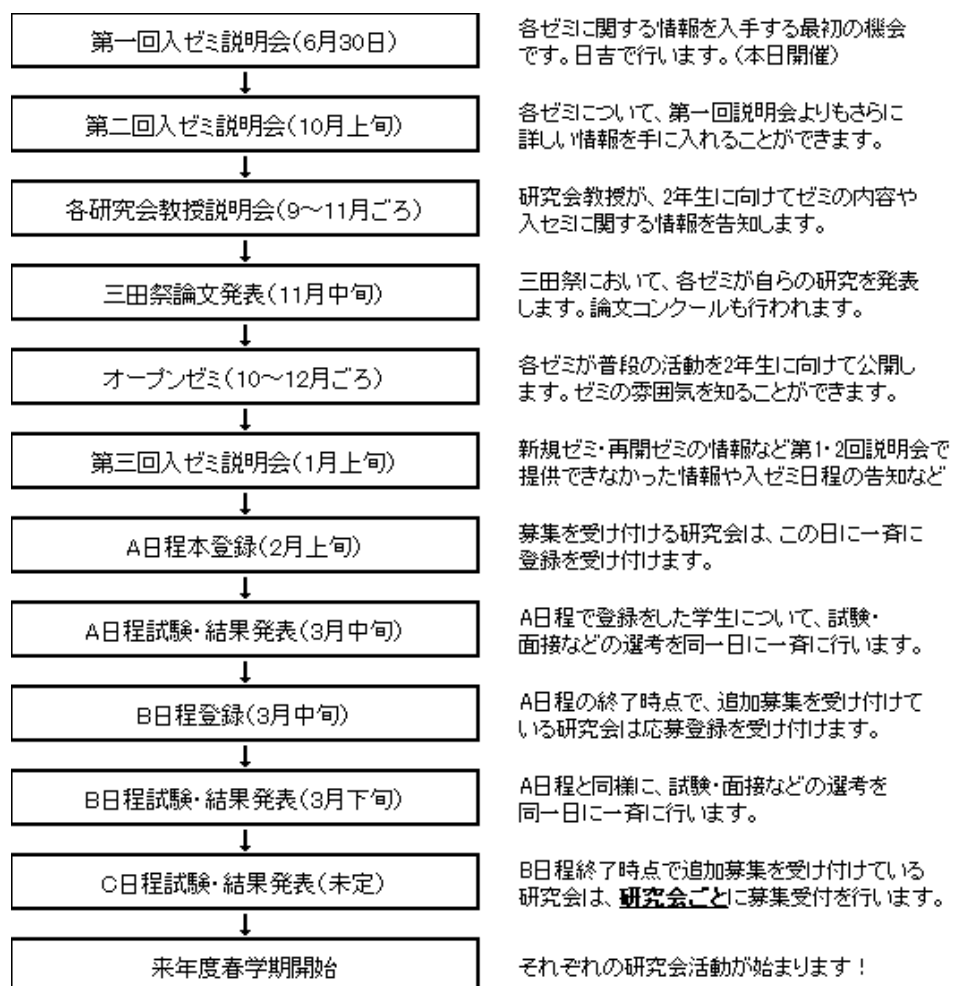 第一回入ゼミ説明会(6月30日)
各ゼミに関する情報を入手する最初の機会
です。日吉で行います。(本日開催)
↓
第二回入ゼミ説明会(10月上旬)
各ゼミについて、第一回説明会よりもさらに
詳しい情報を手に入れることができます。
↓
各研究会教授説明会(9～11月ごろ)
研究会教授が、2年生に向けてゼミの内容や
入セミに関する情報を告知します。
↓
三田祭論文発表(11月中旬)
三田祭において、各ゼミが自らの研究を発表
します。論文コンクールも行われます。
↓
オープンゼミ(10～12月ごろ)
各ゼミが普段の活動を2年生に向けて公開し
ます。ゼミの雰囲気を知ることができます。
↓
第三回入ゼミ説明会(1月上旬)
新規ゼミ・再開ゼミの情報など第1・2回説明会で
提供できなかった情報や入ゼミ日程の告知など
↓
A日程本登録(2月上旬)
募集を受け付ける研究会は、この日に一斉に
登録を受け付けます。
↓
A日程試験・結果発表(3月中旬)
A日程で登録をした学生について、試験・
面接などの選考を同一日に一斉に行います。
↓
B日程登録(3月中旬)
A日程の終了時点で、追加募集を受け付けて
いる研究会は応募登録を受け付けます。
↓
B日程試験・結果発表(3月下旬)
A日程と同様に、試験・面接などの選考を
同一日に一斉に行います。
↓
C日程試験・結果発表(未定)
B日程終了時点で追加募集を受け付けている
研究会は、研究会ごとに募集受付を行います。
↓
来年度春学期開始
それぞれの研究会活動が始まります！